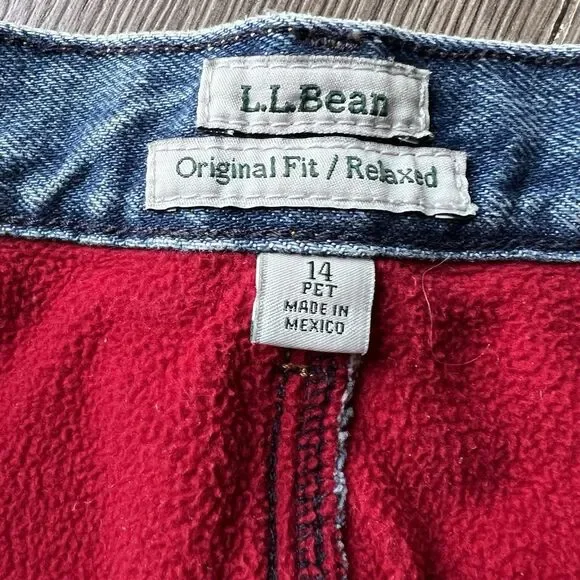 L.L.Bean
Original Fit / Relaxed
14
PET
MADE IN
MEXICO